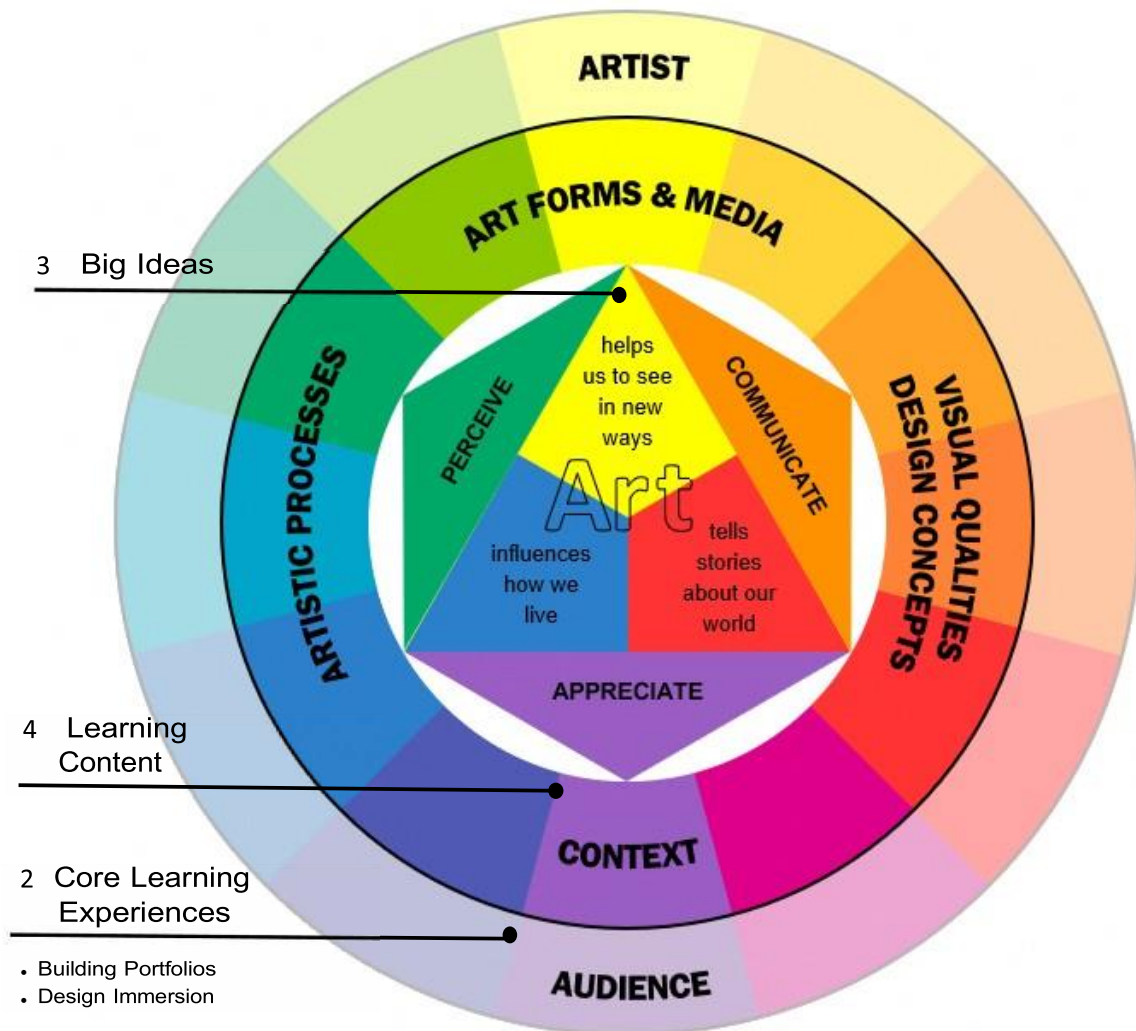 ARTIST
ART FORMS & MEDIA
3 Big Ideas
helps
us to see
in new
ways
PERCEIVE
COMMUNICATE
ARTISTIC PROCESSES
VISUAL QUALITIES
DESIGN CONCEPTS
Art
influences
how we
live
tells
stories
about our
world
APPRECIATE
4 Learning
Content
CONTEXT
2 Core Learning
Experiences
• Building Portfolios
• Design Immersion
AUDIENCE